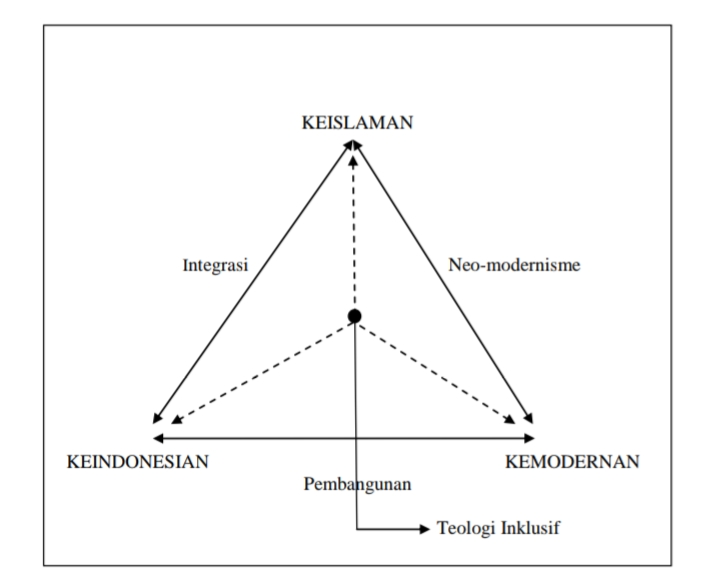 KEISLAMAN
Integrasi
Neo-modernisme
KEINDONESIAN
KEMODERNAN
Pembangunan
Teologi Inklusif